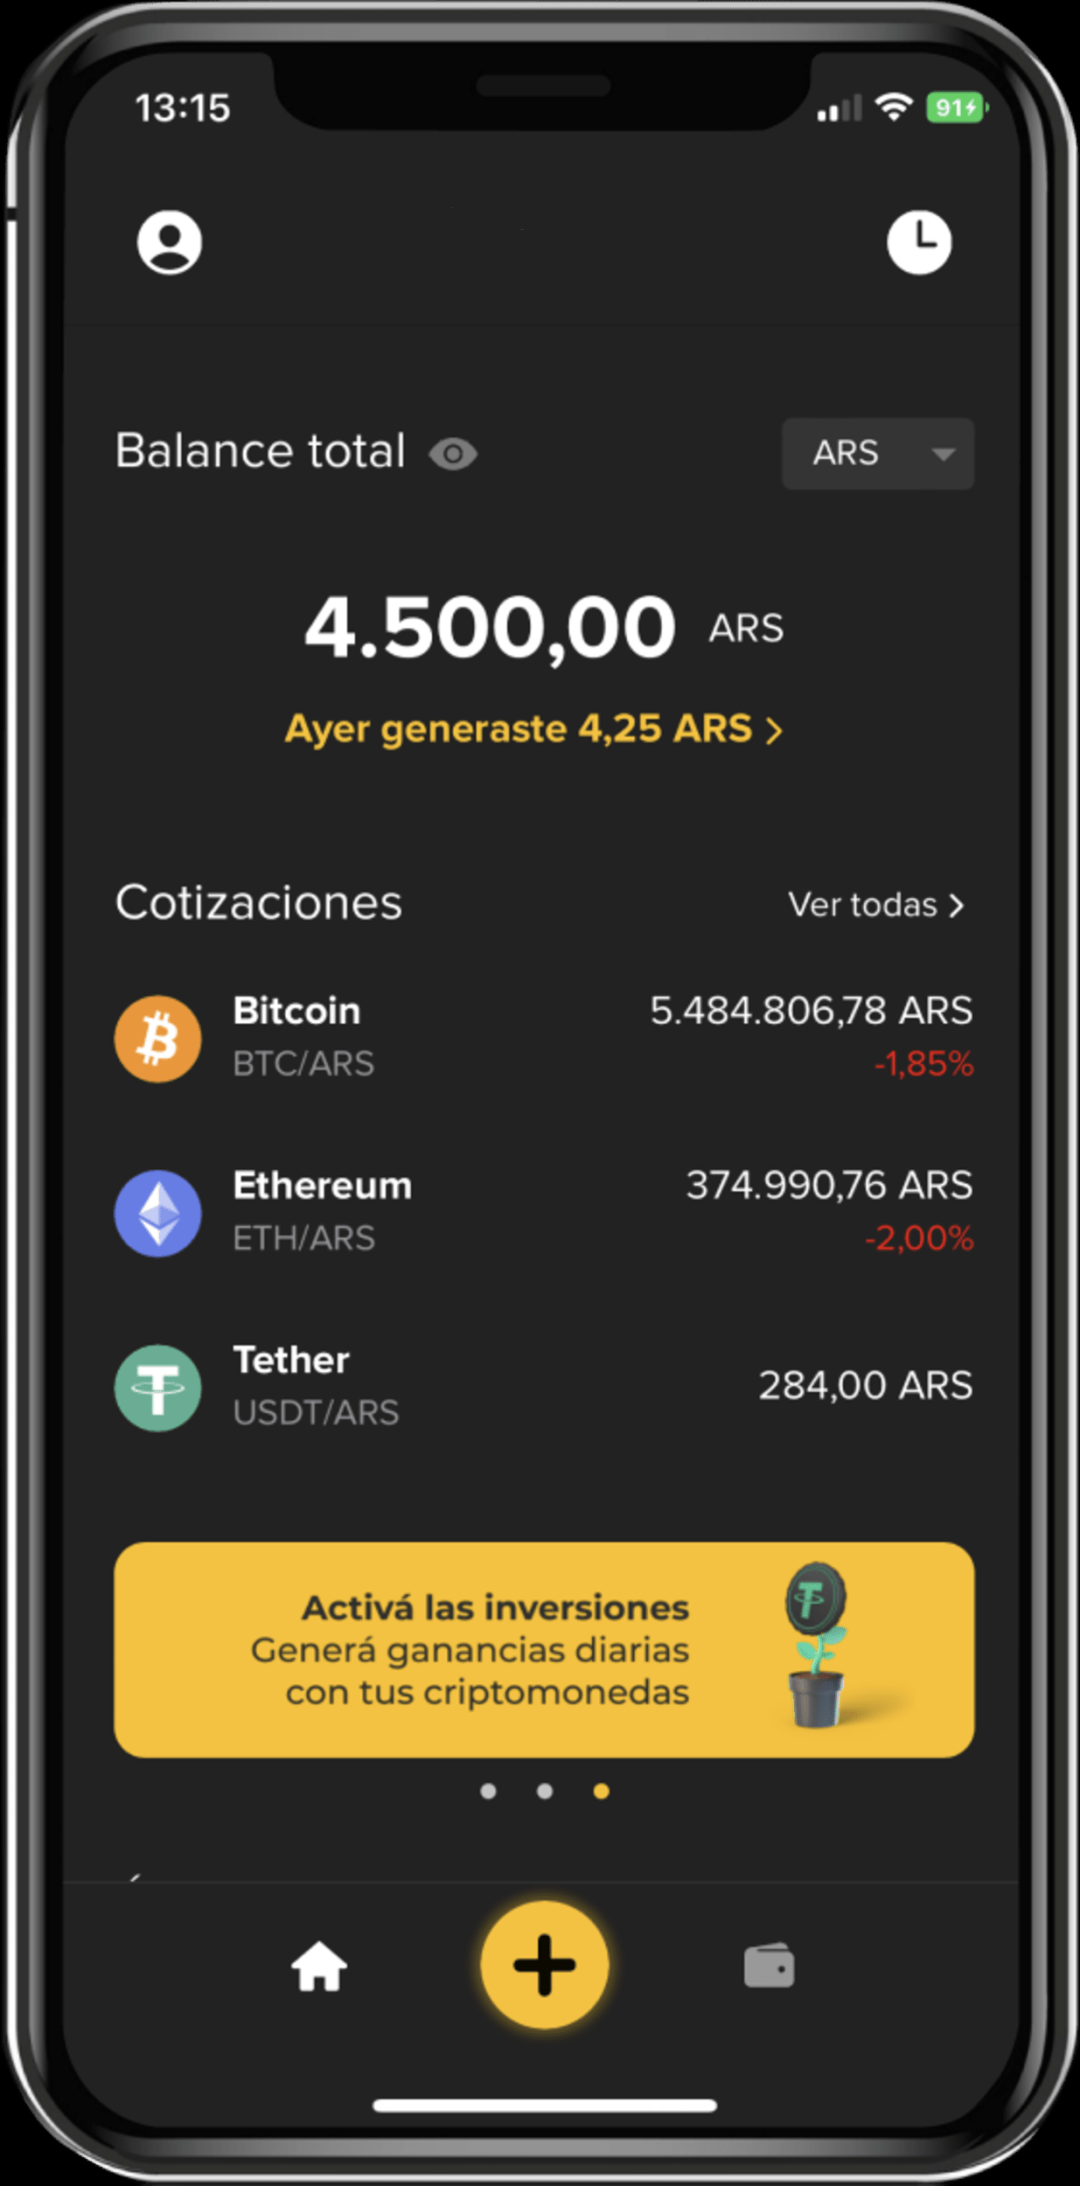 13:15
91
Balance total
ARS
4.500,00 ARS
Ayer generaste 4,25 ARS >
Cotizaciones
Ver todas >
Bitcoin
5.484.806,78 ARS
BTC/ARS
-1,85%
Ethereum
374.990,76 ARS
ETH/ARS
-2,00%
Tether
284,00 ARS
USDT/ARS
Activá las inversiones
Generá ganancias diarias
con tus criptomonedas